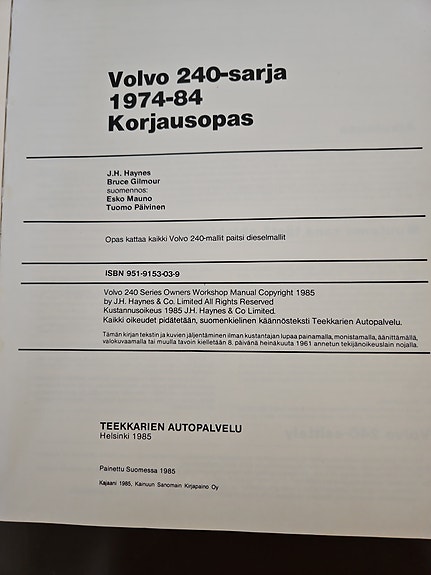 Volvo 240-sarja
1974-84
Korjausopas
J.H. Haynes
Bruce Gilmour
suomennos:
Esko Mauno
Tuomo Päivinen
Opas kattaa kaikki Volvo 240-mallit paitsi dieselmallit
ISBN 951-9153-03-9
Volvo 240 Series Owners Workshop Manual Copyright 1985
by J.H. Haynes & Co. Limited All Rights Reserved
Kustannusoikeus 1985 J.H. Haynes & Co Limited.
Kaikki oikeudet pidätetään, suomenkielinen käännösteksti Teekkarien Autopalvelu.
Tämän kirjan tekstin ja kuvien jäljentäminen ilman kustantajan lupaa painamalla, monistamalla, äänittämällä,
valokuvaamalla tai muulla tavoin kielletään 8. päivänä heinäkuuta 1961 annetun tekijänoikeuslain nojalla.
TEEKKARIEN AUTOPALVELU
Helsinki 1985
Painettu Suomessa 1985
Kajaani 1985, Kainuun Sanomain Kirjapaino Oy